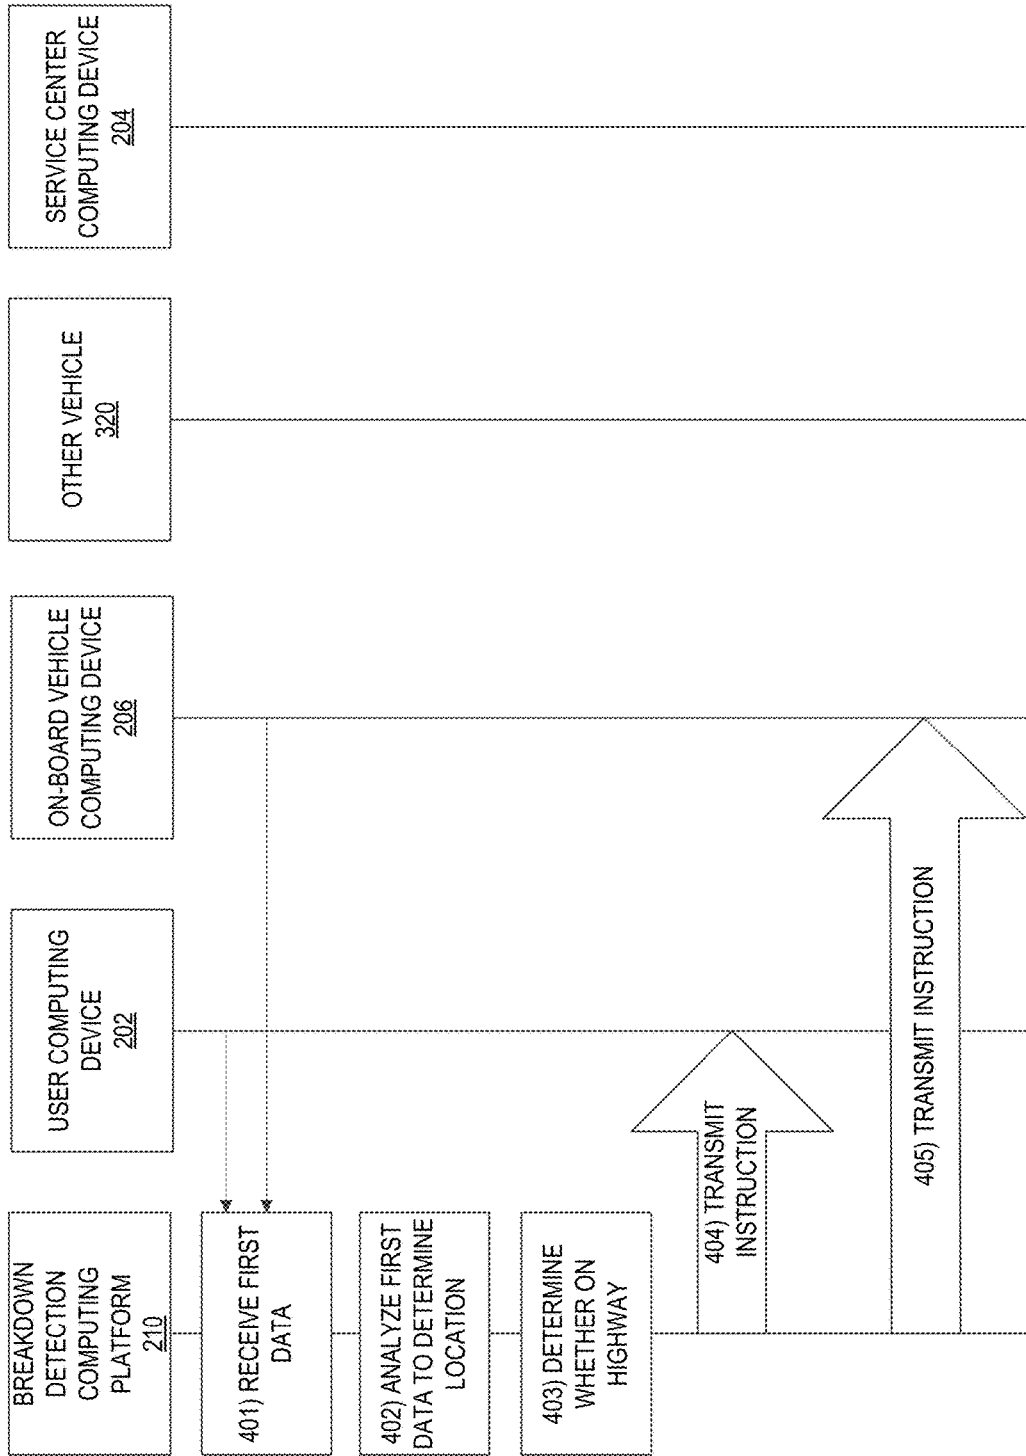 BREAKDOWN
DETECTION
COMPUTING
PLATFORM
210
USER COMPUTING
DEVICE
202
ON-BOARD VEHICLE
COMPUTING DEVICE
206
OTHER VEHICLE
320
SERVICE CENTER
COMPUTING DEVICE
204
401) RECEIVE FIRST
DATA
402) ANALYZE FIRST
DATA TO DETERMINE
LOCATION
403) DETERMINE
WHETHER ON
HIGHWAY
404) TRANSMIT
INSTRUCTION
405) TRANSMIT INSTRUCTION